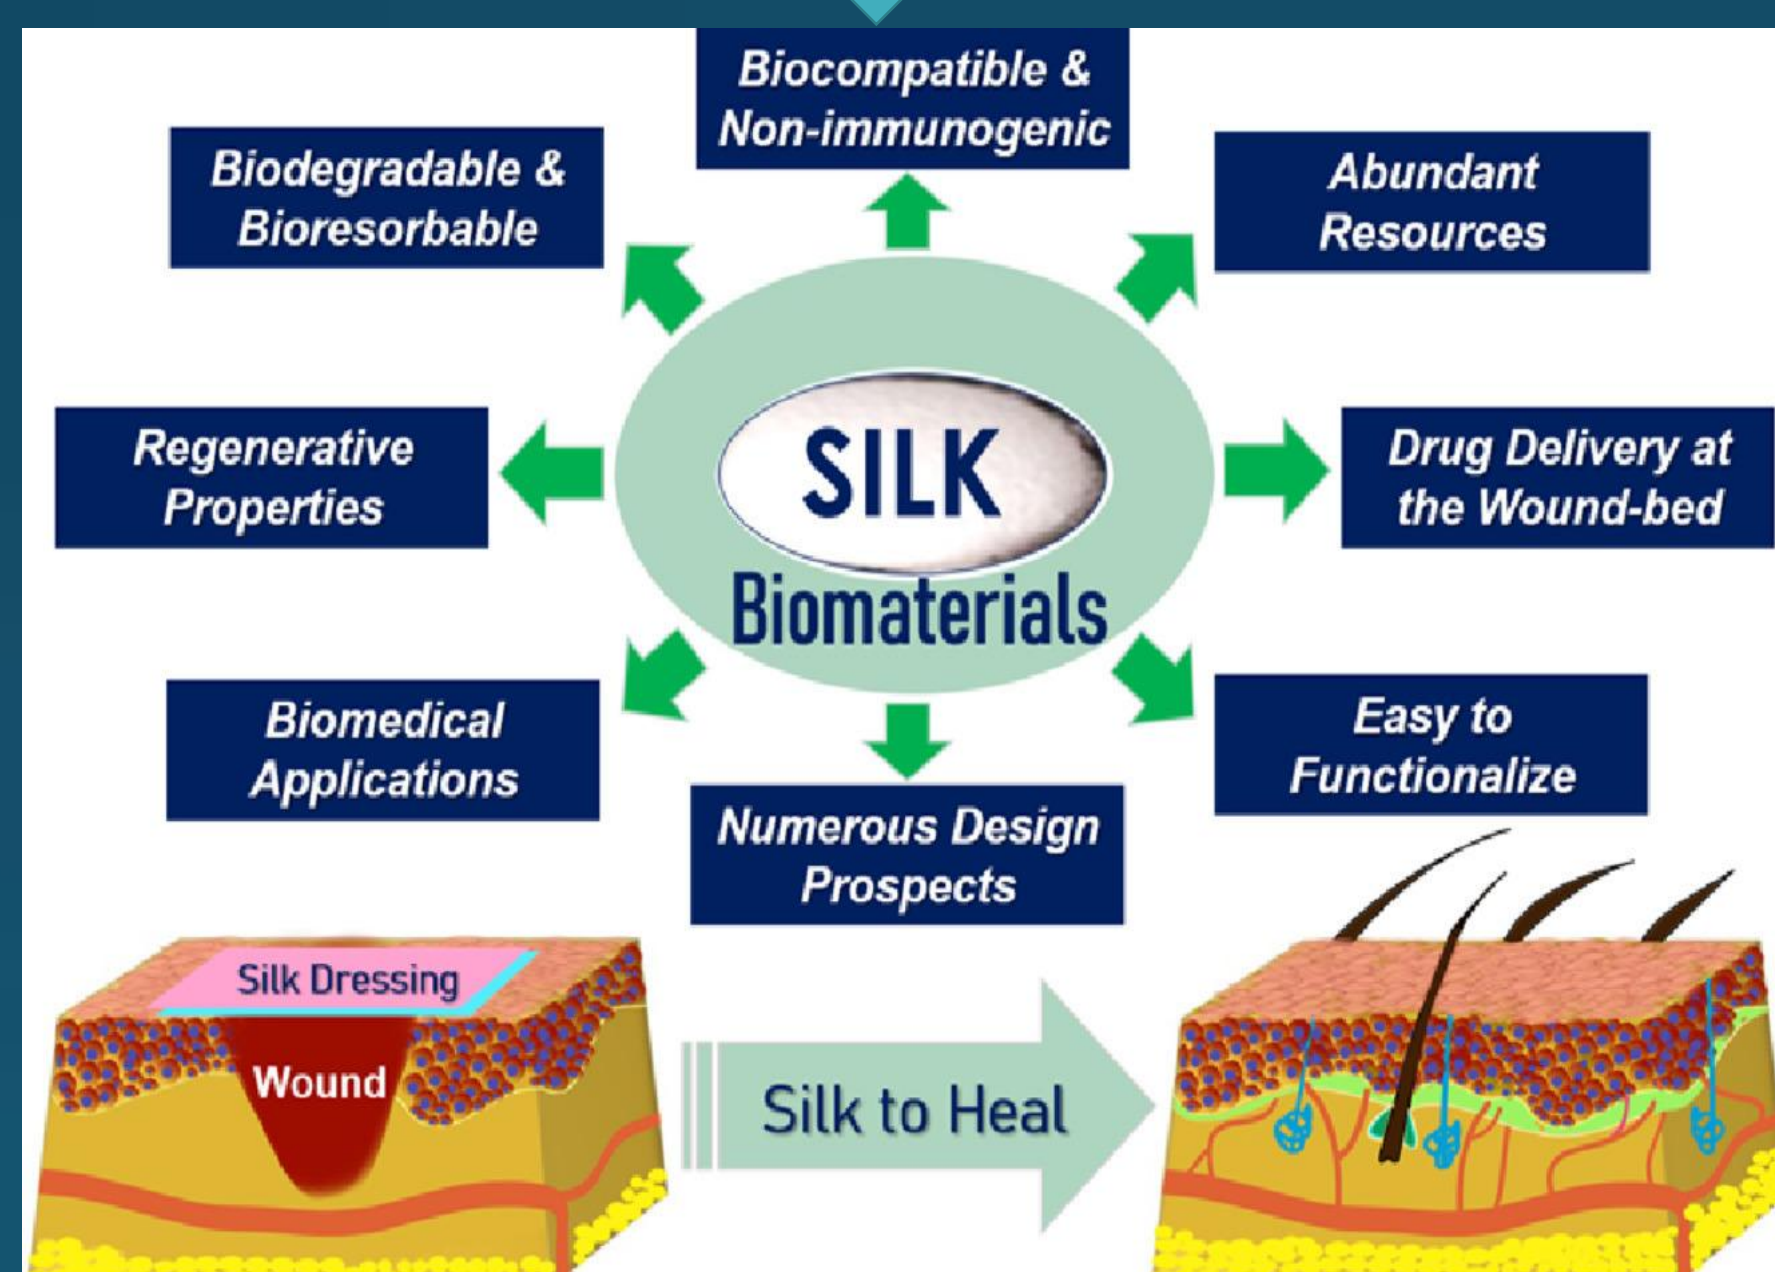 Biocompatible &
Non-immunogenic
Biodegradable &
Bioresorbable
Abundant
Resources
Regenerative
Properties
SILK
Biomaterials
Drug Delivery at
the Wound-bed
Biomedical
Applications
Numerous Design
Prospects
Easy to
Functionalize
Silk Dressing
Wound
Silk to Heal